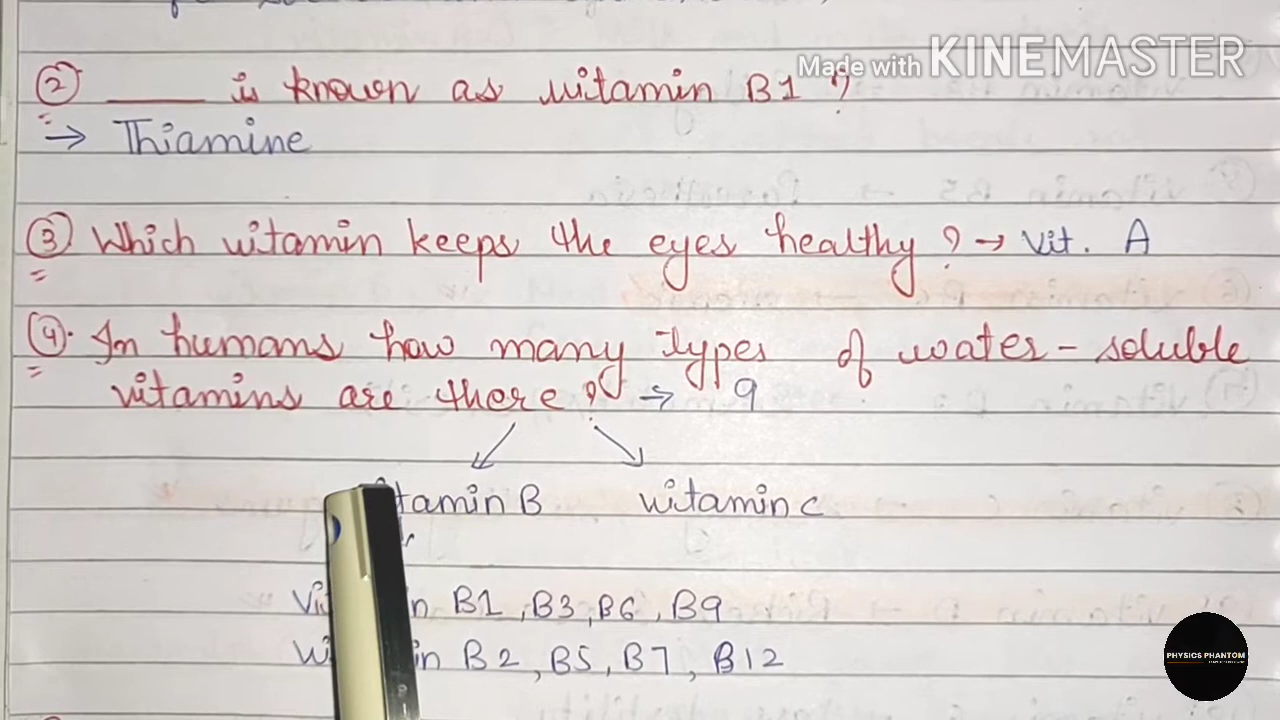 Made with KINEMASTER
② ____ is known as vitamin B1 ?
→ Thiamine
③ Which vitamin keeps the eyes healthy ? → Vit. A
④. In humans how many types of water-soluble
vitamins are there ? → 9
vitamin C
B1, B3, B6, B9
B2, B5, B7, B12
PHYSICS PHANTOM